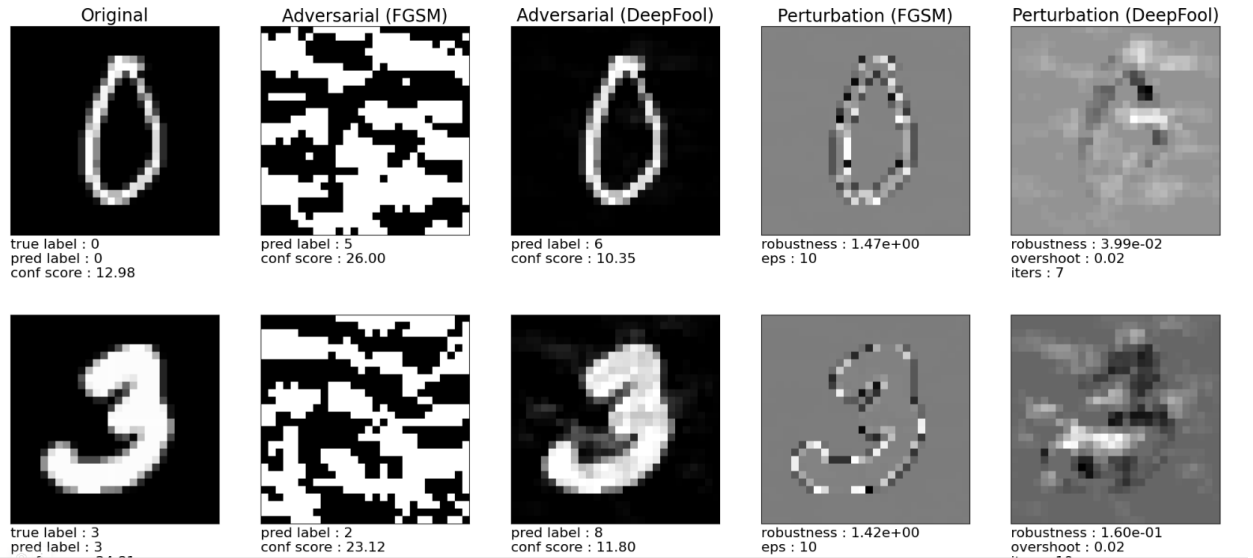 Original Adversarial (FGSM) Adversarial (DeepFool) Perturbation (FGSM) Perturbation (DeepFool)
true label : 0
pred label : 0
conf score : 12.98
pred label : 5
conf score : 26.00
pred label : 6
conf score : 10.35
robustness : 1.47e+00
eps : 10
robustness : 3.99e-02
overshoot : 0.02
iters : 7
true label : 3
pred label : 3
pred label : 2
conf score : 23.12
pred label : 8
conf score : 11.80
robustness : 1.42e+00
eps : 10
robustness : 1.60e-01
overshoot : 0.02